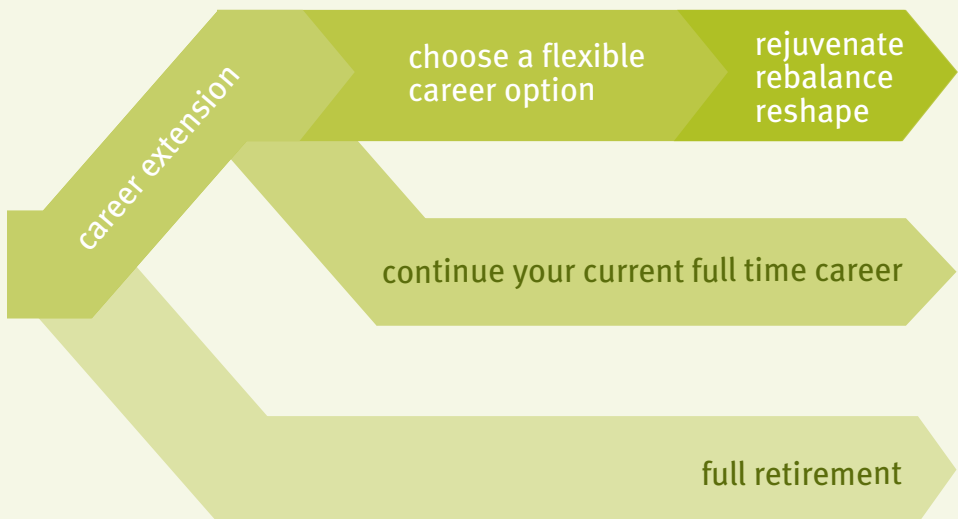 career extension
choose a flexible
career option
rejuvenate
rebalance
reshape
continue your current full time career
full retirement